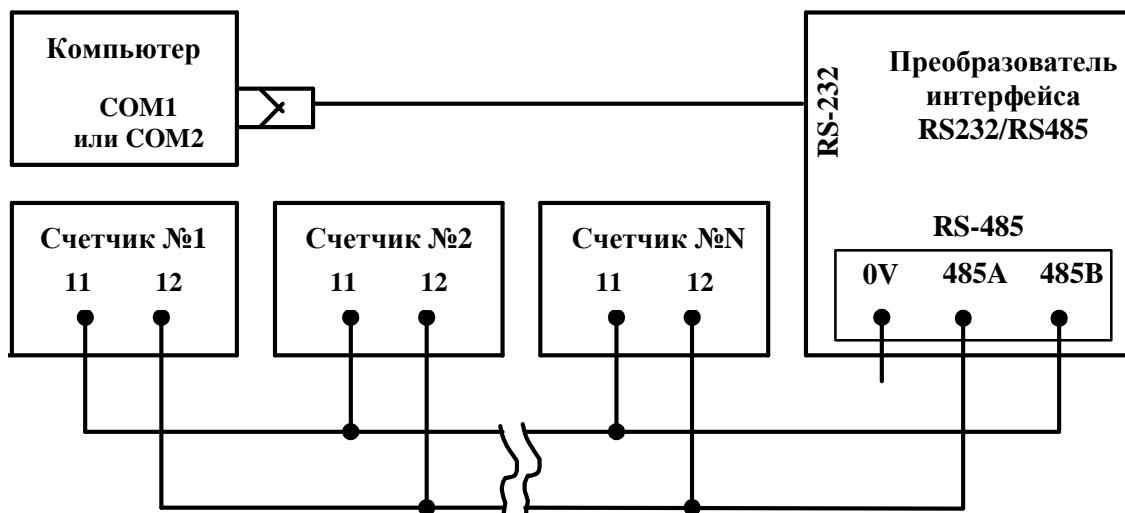 Компьютер
COM1
или COM2
RS-232
Преобразователь
интерфейса
RS232/RS485
Счетчик №1
11 12
Счетчик №2
11 12
Счетчик №N
11 12
RS-485
0V 485A 485B